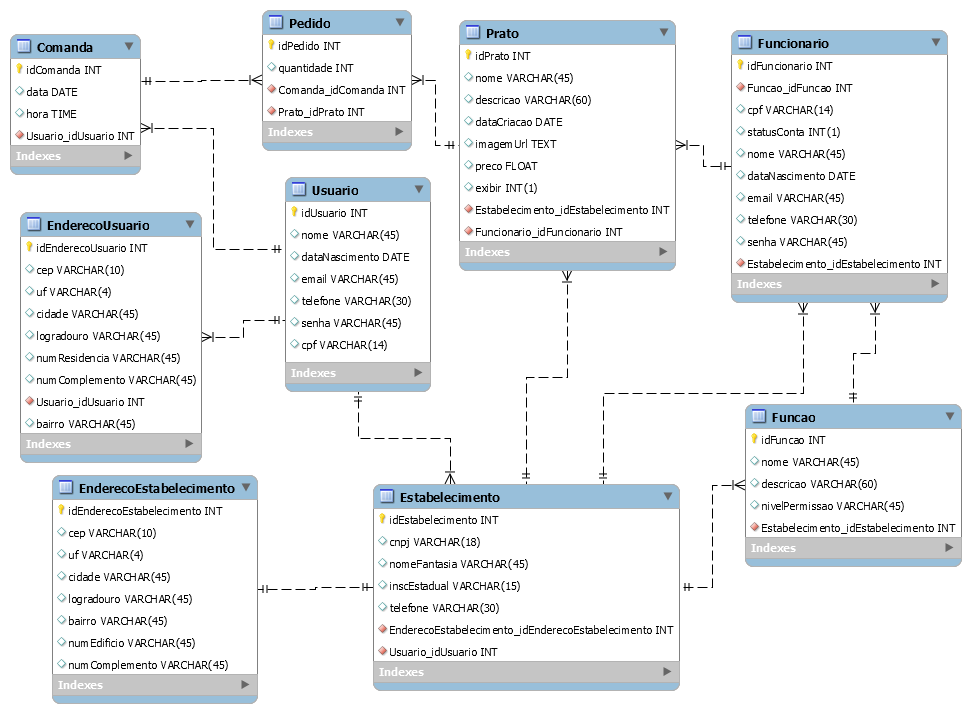 Comanda
idComanda INT
data DATE
hora TIME
Usuario_idUsuario INT
Indexes
Pedido
idPedido INT
quantidade INT
Comanda_idComanda INT
Prato_idPrato INT
Indexes
Prato
idPrato INT
nome VARCHAR(45)
descricao VARCHAR(60)
dataCriacao DATE
imagemUrl TEXT
preco FLOAT
exibir INT(1)
Estabelecimento_idEstabelecimento INT
Funcionario_idFuncionario INT
Indexes
Funcionario
idFuncionario INT
Funcao_idFuncao INT
cpf VARCHAR(14)
statusConta INT(1)
nome VARCHAR(45)
dataNascimento DATE
email VARCHAR(45)
telefone VARCHAR(30)
senha VARCHAR(45)
Estabelecimento_idEstabelecimento INT
Indexes
EnderecoUsuario
idEnderecoUsuario INT
cep VARCHAR(10)
uf VARCHAR(4)
cidade VARCHAR(45)
logradouro VARCHAR(45)
numResidencia VARCHAR(45)
numComplemento VARCHAR(45)
Usuario_idUsuario INT
bairro VARCHAR(45)
Indexes
Usuario
idUsuario INT
nome VARCHAR(45)
dataNascimento DATE
email VARCHAR(45)
telefone VARCHAR(30)
senha VARCHAR(45)
cpf VARCHAR(14)
Indexes
EnderecoEstabelecimento
idEnderecoEstabelecimento INT
cep VARCHAR(10)
uf VARCHAR(4)
cidade VARCHAR(45)
logradouro VARCHAR(45)
bairro VARCHAR(45)
numEdificio VARCHAR(45)
numComplemento VARCHAR(45)
Indexes
Estabelecimento
idEstabelecimento INT
cnpj VARCHAR(18)
nomeFantasia VARCHAR(45)
inscEstadual VARCHAR(15)
telefone VARCHAR(30)
EnderecoEstabelecimento_idEnderecoEstabelecimento INT
Usuario_idUsuario INT
Indexes
Funcao
idFuncao INT
nome VARCHAR(45)
descricao VARCHAR(60)
nivelPermissao VARCHAR(45)
Estabelecimento_idEstabelecimento INT
Indexes